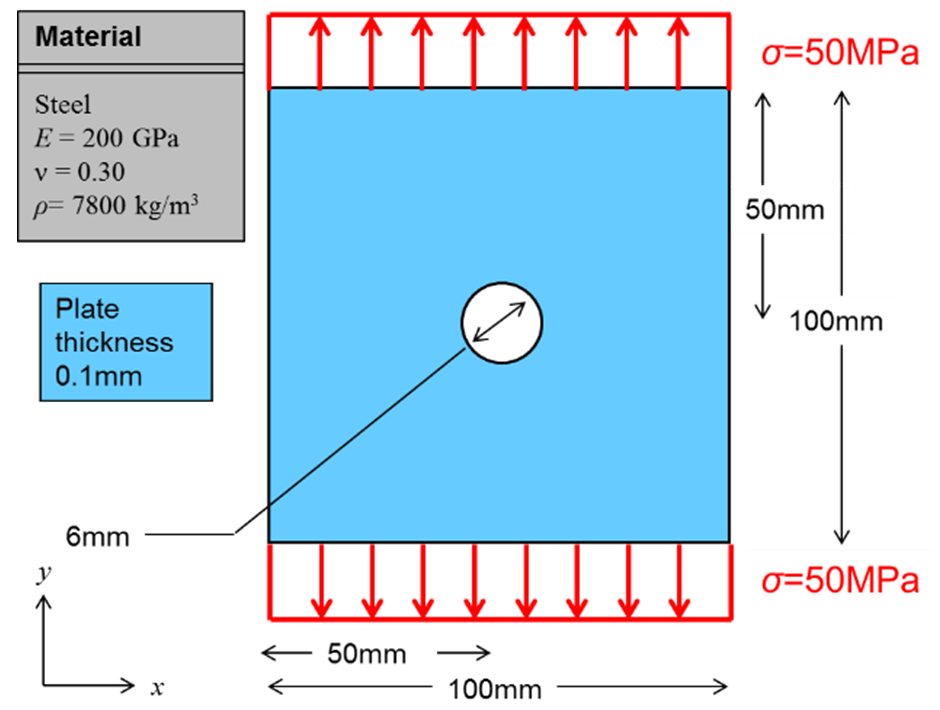 Material
Steel
E = 200 GPa
ν = 0.30
ρ= 7800 kg/m³
Plate
thickness
0.1mm
σ=50MPa
50mm
100mm
6mm
σ=50MPa
y
x
50mm
100mm